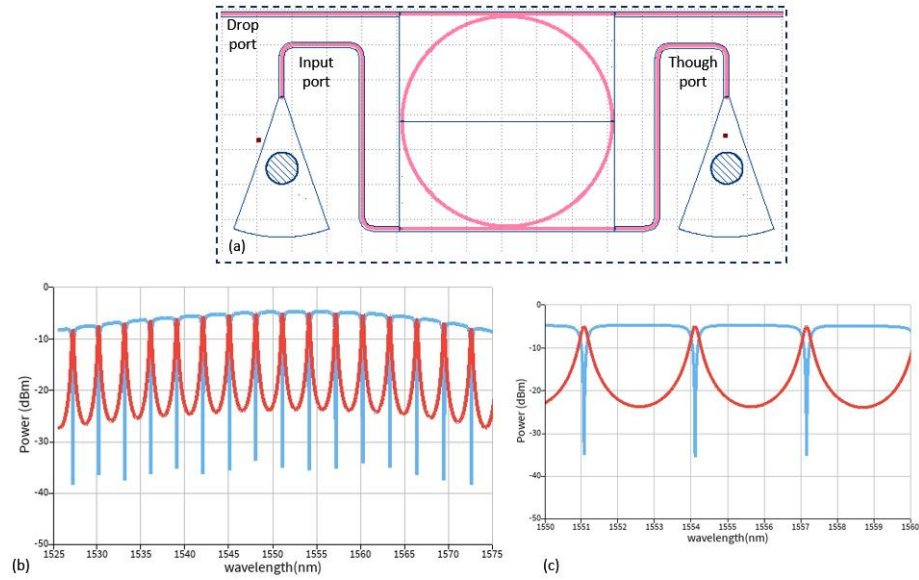 Drop
port
Input
port
Though
port
(a)
0
-10
-20
-30
-40
-50
Power (dBm)
1525
1530
1535
1540
1545
1550
1555
1560
1565
1570
1575
wavelength(nm)
(b)
0
-10
-20
-30
-40
-50
Power (dBm)
1550
1551
1552
1553
1554
1555
1556
1557
1558
1559
1560
wavelength(nm)
(c)